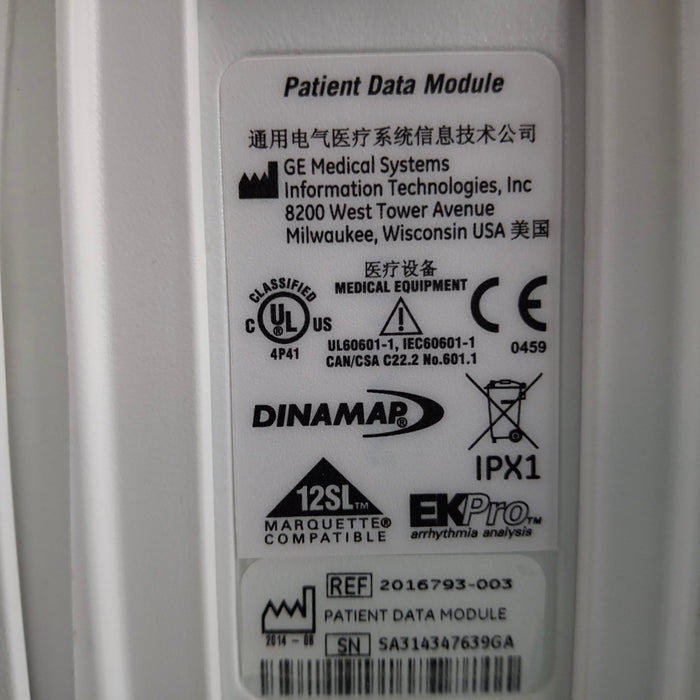 Patient Data Module
通用电气医疗系统信息技术公司
GE Medical Systems
Information Technologies, Inc
8200 West Tower Avenue
Milwaukee, Wisconsin USA 美国
医疗设备
MEDICAL EQUIPMENT
CLASSIFIED
C UL® US
4P41
UL60601-1, IEC60601-1
CAN/CSA C22.2 No.601.1
CE
0459
DINAMAP®
IPX1
12SL™
MARQUETTE®
COMPATIBLE
EKPro™
arrhythmia analysis
REF 2016793-003
PATIENT DATA MODULE
2014-08
SN SA314347639GA